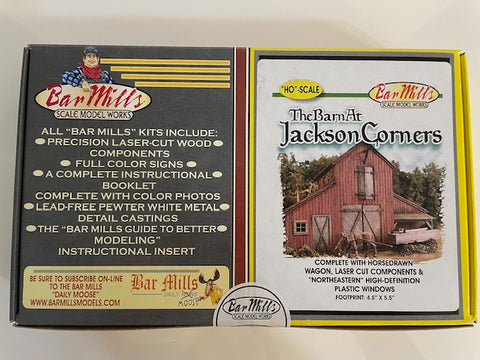 Bar Mills
SCALE MODEL WORKS
ALL "BAR MILLS" KITS INCLUDE:
• PRECISION LASER-CUT WOOD
COMPONENTS
• FULL COLOR SIGNS
• A COMPLETE INSTRUCTIONAL
BOOKLET
COMPLETE WITH COLOR PHOTOS
• LEAD-FREE PEWTER WHITE METAL
DETAIL CASTINGS
• THE "BAR MILLS GUIDE TO BETTER
MODELING"
INSTRUCTIONAL INSERT
BE SURE TO SUBSCRIBE ON-LINE
TO THE BAR MILLS
"DAILY MOOSE"
WWW.BARMILLSMODELS.COM
Bar Mills
DAILY
MOOSE
Bar Mills
SCALE MODEL WORKS
"HO"-SCALE
Bar Mills
SCALE MODEL WORKS
The Barn At
Jackson Corners
COMPLETE WITH HORSEDRAWN
WAGON, LASER CUT COMPONENTS &
"NORTHEASTERN" HIGH-DEFINITION
PLASTIC WINDOWS
FOOTPRINT: 4.5" X 5.5"